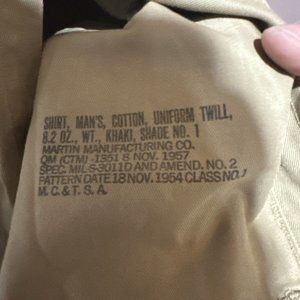 SHIRT, MAN'S, COTTON, UNIFORM TWILL,
8.2 OZ., WT., KHAKI, SHADE NO. 1
MARTIN MANUFACTURING CO.
QM (CTM) -1351 8 NOV. 1957
SPEC. MIL-S-3011D AND AMEND. NO. 2
PATTERN DATE 18 NOV. 1954 CLASS NO. 1
M. C. & T. S. A.